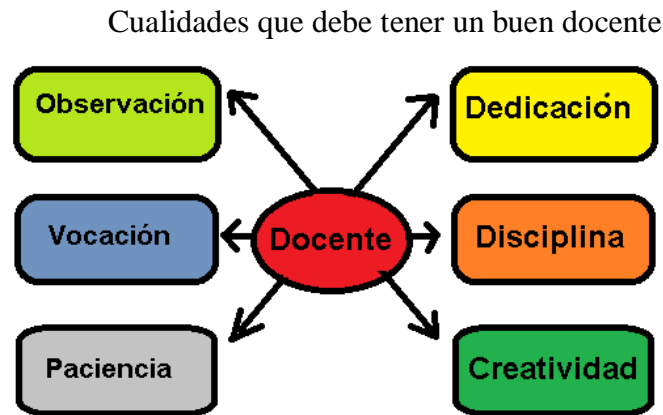 Cualidades que debe tener un buen docente
Observación
Dedicación
Vocación
Docente
Disciplina
Paciencia
Creatividad